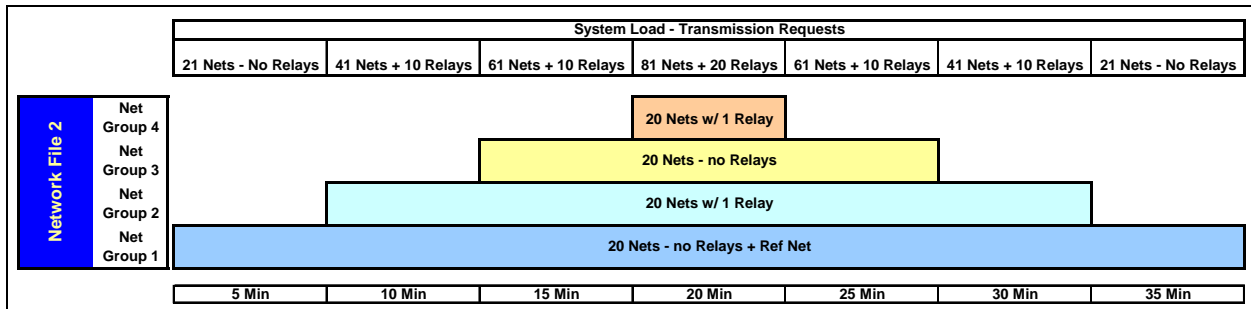 System Load - Transmission Requests
21 Nets - No Relays
41 Nets + 10 Relays
61 Nets + 10 Relays
81 Nets + 20 Relays
61 Nets + 10 Relays
41 Nets + 10 Relays
21 Nets - No Relays
Network File 2
Net
Group 4
20 Nets w/ 1 Relay
Net
Group 3
20 Nets - no Relays
Net
Group 2
20 Nets w/ 1 Relay
Net
Group 1
20 Nets - no Relays + Ref Net
5 Min
10 Min
15 Min
20 Min
25 Min
30 Min
35 Min